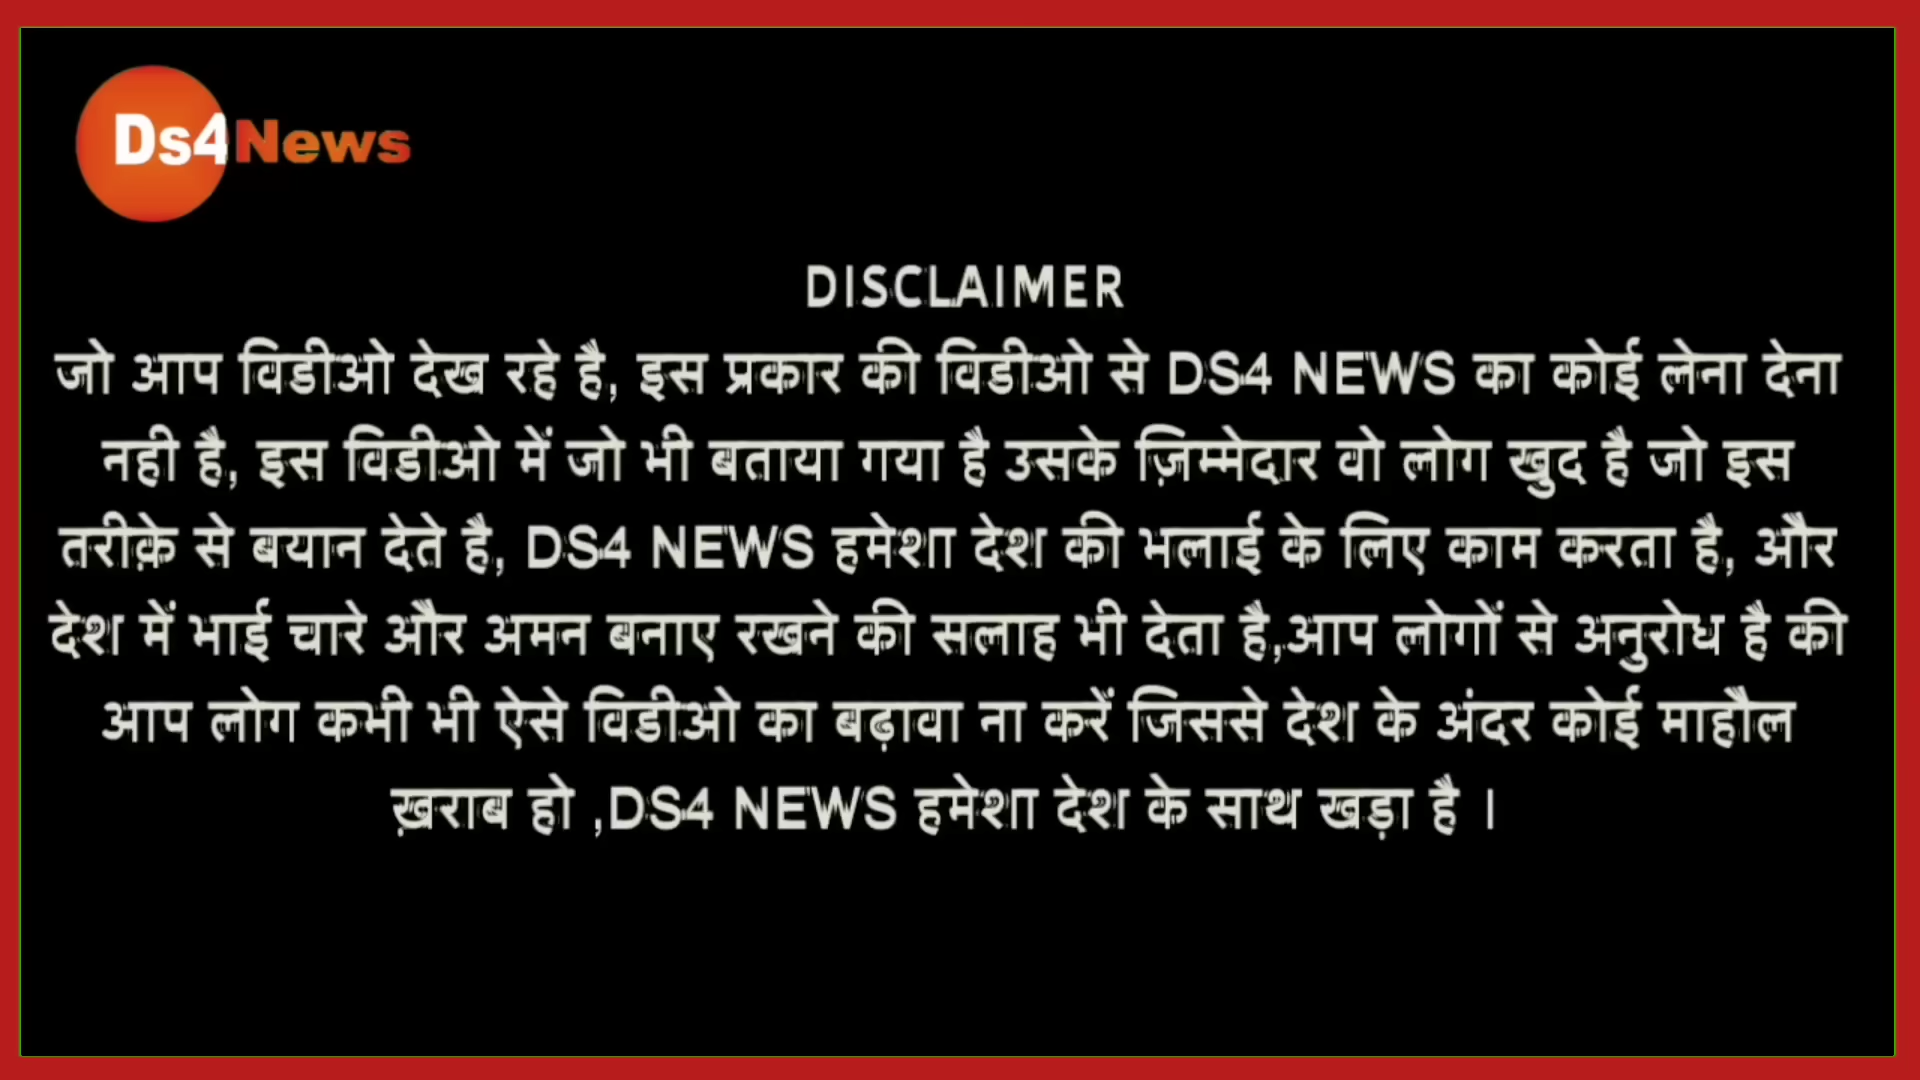 Ds4News
DISCLAIMER
जो आप विडीओ देख रहे है, इस प्रकार की विडीओ से DS4 NEWS का कोई लेना देना
नही है, इस विडीओ में जो भी बताया गया है उसके ज़िम्मेदार वो लोग खुद है जो इस
तरीक़े से बयान देते है, DS4 NEWS हमेशा देश की भलाई के लिए काम करता है, और
देश में भाई चारे और अमन बनाए रखने की सलाह भी देता है,आप लोगों से अनुरोध है की
आप लोग कभी भी ऐसे विडीओ का बढ़ावा ना करें जिससे देश के अंदर कोई माहौल
ख़राब हो ,DS4 NEWS हमेशा देश के साथ खड़ा है ।